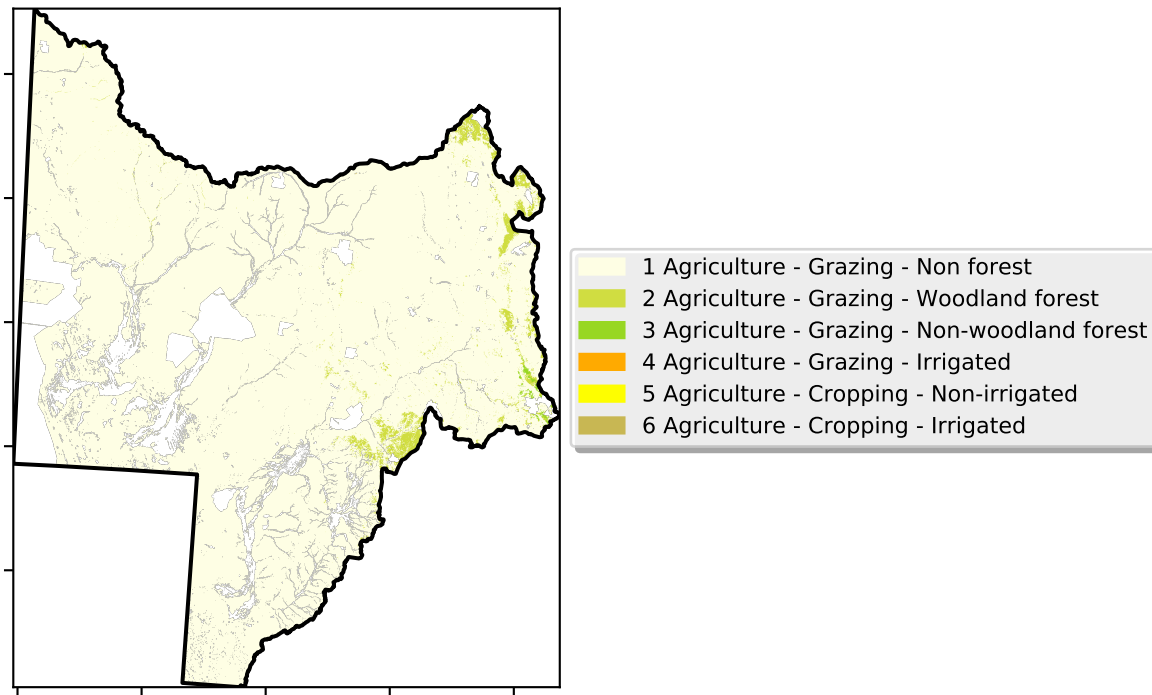 1 Agriculture - Grazing - Non forest
2 Agriculture - Grazing - Woodland forest
3 Agriculture - Grazing - Non-woodland forest
4 Agriculture - Grazing - Irrigated
5 Agriculture - Cropping - Non-irrigated
6 Agriculture - Cropping - Irrigated